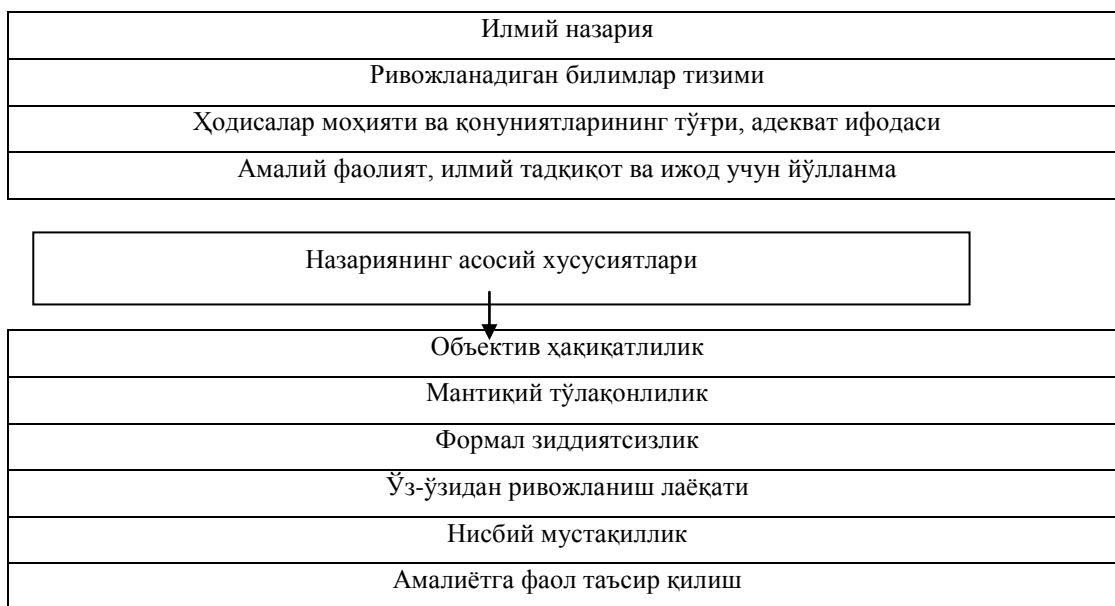 Илмий назария
Ривожланадиган билимлар тизими
Ҳодисалар моҳияти ва қонуниятларининг тўғри, адекват ифодаси
Амалий фаолият, илмий тадқиқот ва ижод учун йўлланма
Назариянинг асосий хусусиятлари
Объектив ҳақиқатлилик
Мантиқий тўлақонлилик
Формал зиддиятсизлик
Ўз-ўзидан ривожланиш лаёқати
Нисбий мустақиллик
Амалиётга фаол таъсир қилиш